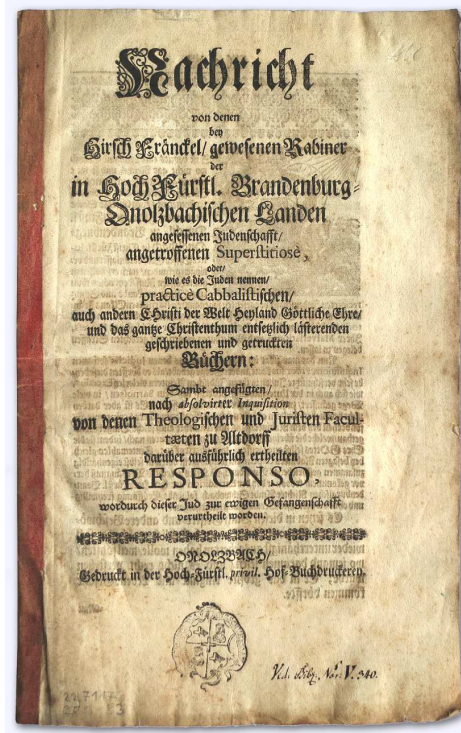 Nachricht
von denen
bey
Hirsch Fränckel/ gewesenen Rabiner
der
in Hoch Fürstl. Brandenburg-
Onolzbachischen Landen
angesessenen Judenschafft/
angetroffenen Superstitiosè,
oder/
wie es die Juden nennen/
practicè Cabbalistischen/
auch andern Christi der Welt Heyland Göttliche Ehre/
und das gantze Christenthum entsetzlich lästerenden
geschriebenen und getruckten
Büchern:
Sambt angefügten/
nach absolvirter Inquisition
von denen Theologischen und Juristen Facul-
tæten zu Altdorff
darüber ausführlich ertheilten
RESPONSO,
wordurch dieser Jud zur ewigen Gefangenschafft
verurtheilt worden.
ONOLZBACH/
Gedruckt in der Hoch-Fürstl. privil. Hof-Buchdruckerey.
V. 340.